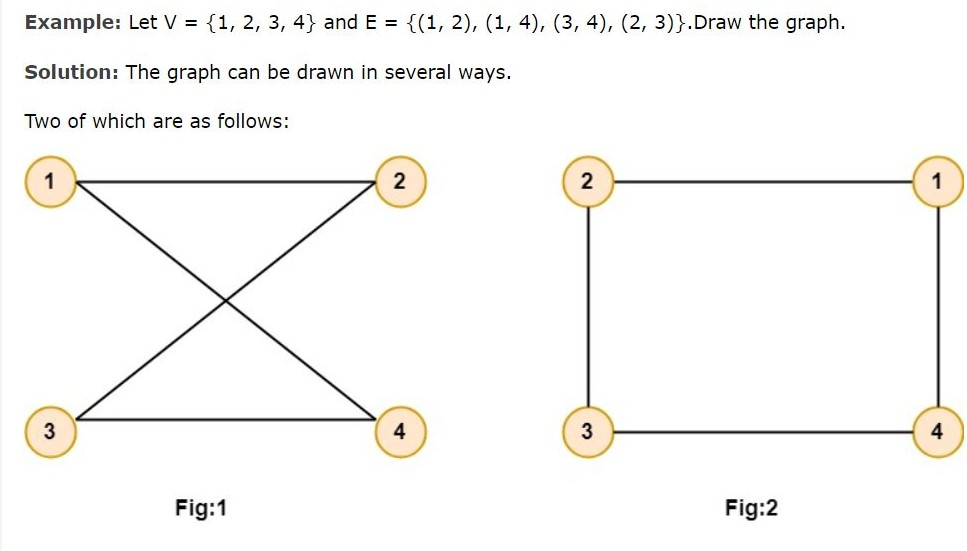 Example: Let V = {1, 2, 3, 4} and E = {(1, 2), (1, 4), (3, 4), (2, 3)}.Draw the graph.
Solution: The graph can be drawn in several ways.
Two of which are as follows:
1 2 2 1
3 4 3 4
Fig:1 Fig:2